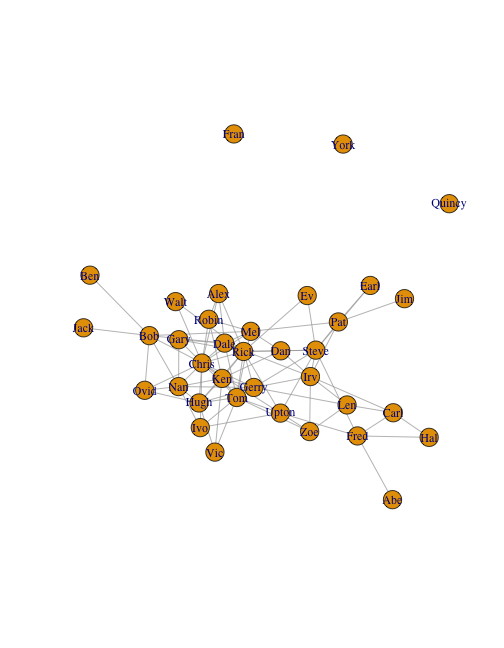 Fran
York
Quincy
Ben
Earl
Alex
Ev
Jim
Walt
Robin
Pat
Jack
Mel
Bob
Gary
Dale
Rick
Dan
Steve
Chris
Irv
Ken
Nan
Gerry
Ovid
Tom
Hugh
Len
Upton
Carl
Ivo
Zoe
Fred
Hal
Vic
Abe